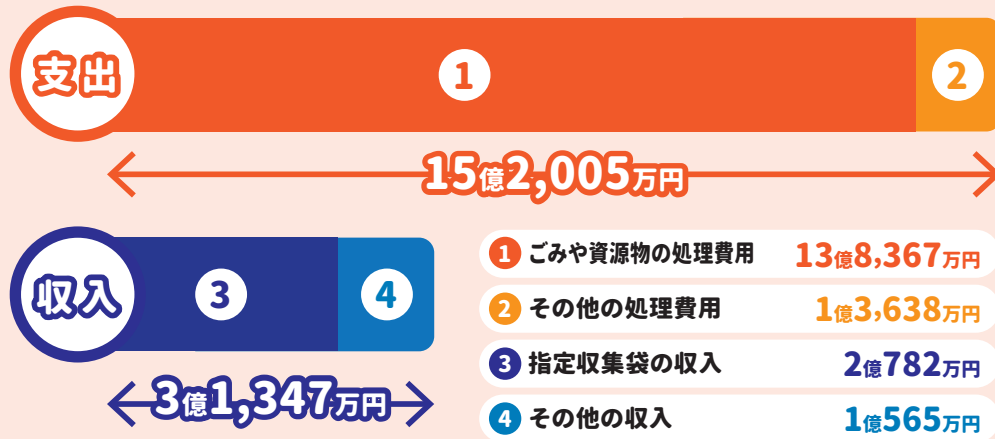 支出
1
2
15億2,005万円
収入
3
4
3億1,347万円
1 ごみや資源物の処理費用 13億8,367万円
2 その他の処理費用 1億3,638万円
3 指定収集袋の収入 2億782万円
4 その他の収入 1億565万円